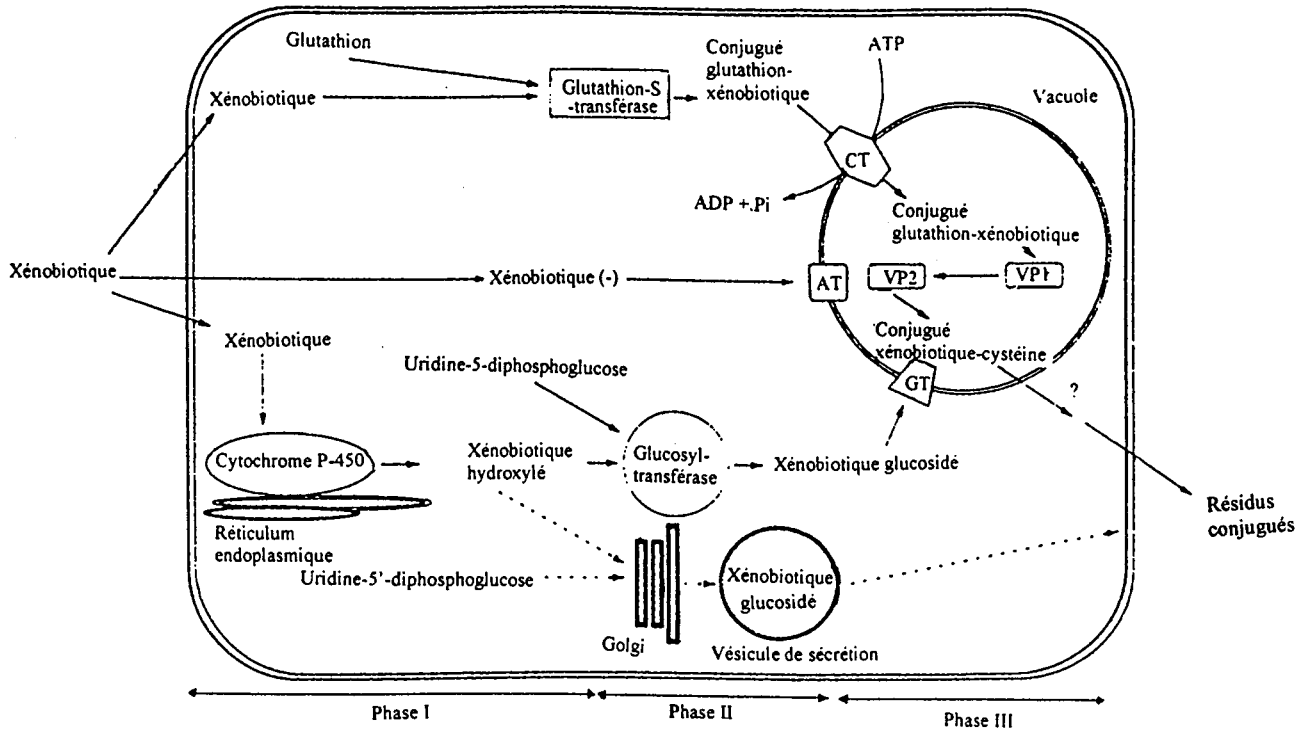 Glutathion
Xénobiotique
Glutathion-S
-transférase
Conjugué
glutathion-
xénobiotique
ATP
Vacuole
CT
ADP +.Pi
Conjugué
glutathion-xénobiotique
Xénobiotique
Xénobiotique (-)
AT
VP2
VP1
Xénobiotique
Conjugué
xénobiotique-cystéine
Uridine-5-diphosphoglucose
GT
?
Cytochrome P-450
Xénobiotique
hydroxylé
Glucosyl-
transférase
Xénobiotique glucosidé
Résidus
conjugués
Réticulum
endoplasmique
Uridine-5'-diphosphoglucose
Xénobiotique
glucosidé
Golgi
Vésicule de sécrétion
Phase I
Phase II
Phase III